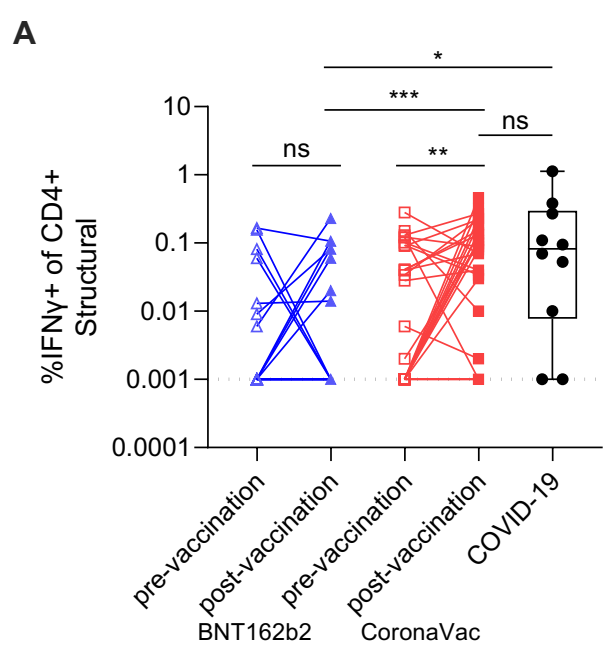 A
*
***
ns
ns
**
10
1
0.1
0.01
0.001
0.0001
%IFNγ+ of CD4+
Structural
pre-vaccination
post-vaccination
pre-vaccination
post-vaccination
COVID-19
BNT162b2
CoronaVac